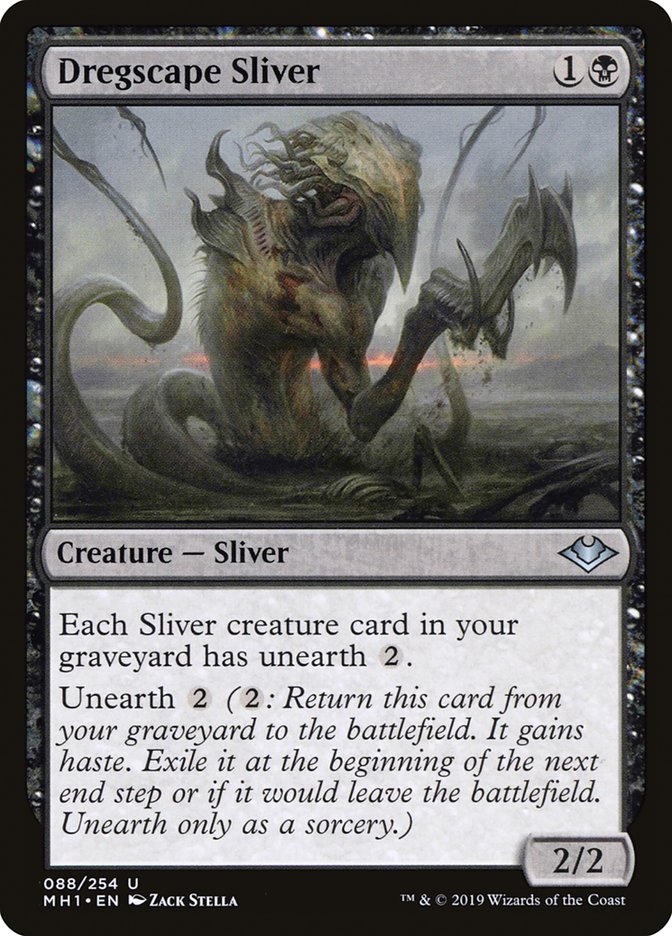 Dregscape Sliver 1
Creature — Sliver
Each Sliver creature card in your
graveyard has unearth 2.
Unearth 2 (2: Return this card from
your graveyard to the battlefield. It gains
haste. Exile it at the beginning of the next
end step or if it would leave the battlefield.
Unearth only as a sorcery.)
2/2
088/254 U
MH1 • EN Zack Stella
™ & © 2019 Wizards of the Coast